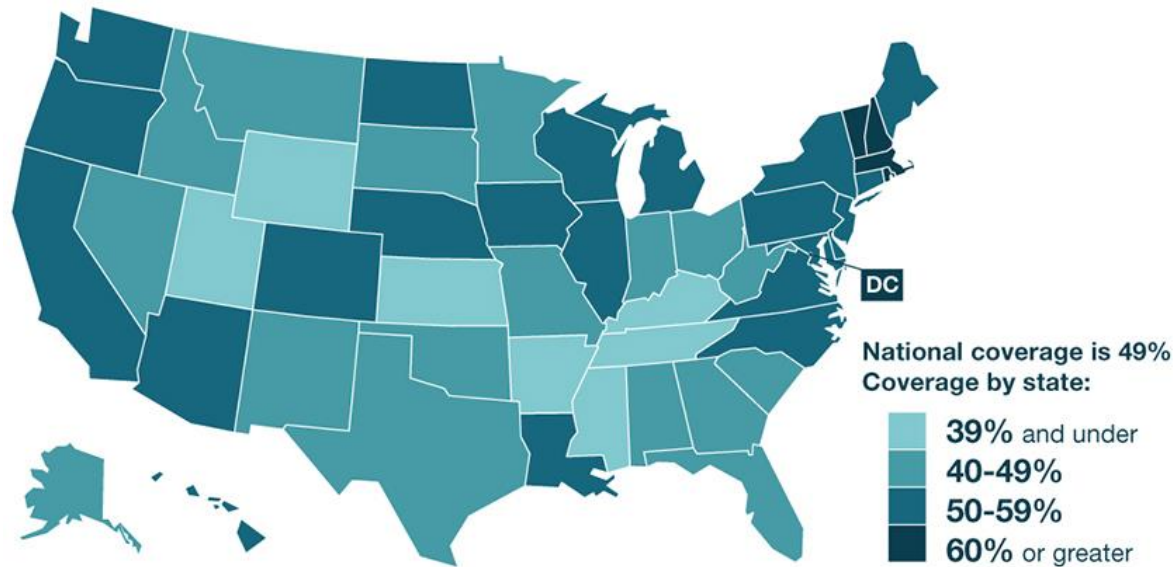 DC
National coverage is 49%
Coverage by state:
39% and under
40-49%
50-59%
60% or greater